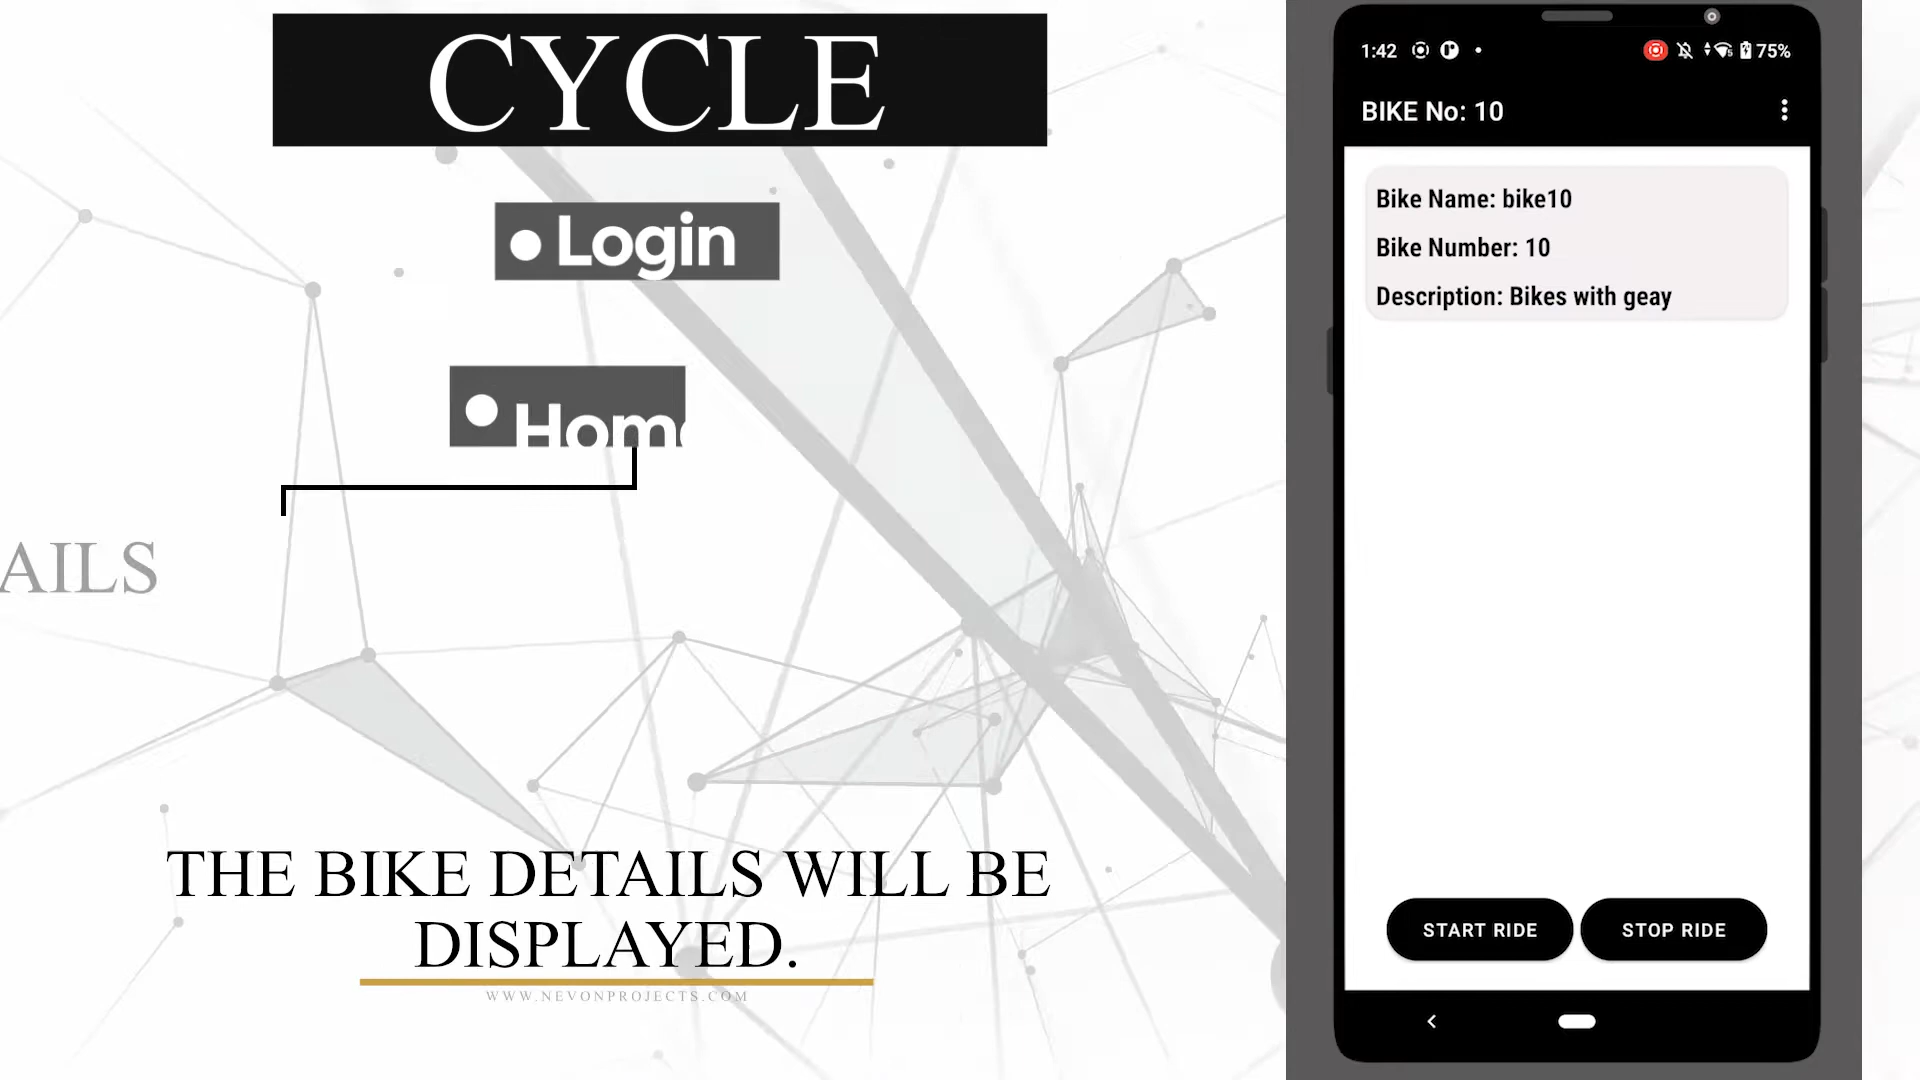 CYCLE
Login
Home
AILS
THE BIKE DETAILS WILL BE
DISPLAYED.
WWW.NEVONPROJECTS.COM
1:42
75%
BIKE No: 10
Bike Name: bike10
Bike Number: 10
Description: Bikes with geay
START RIDE
STOP RIDE